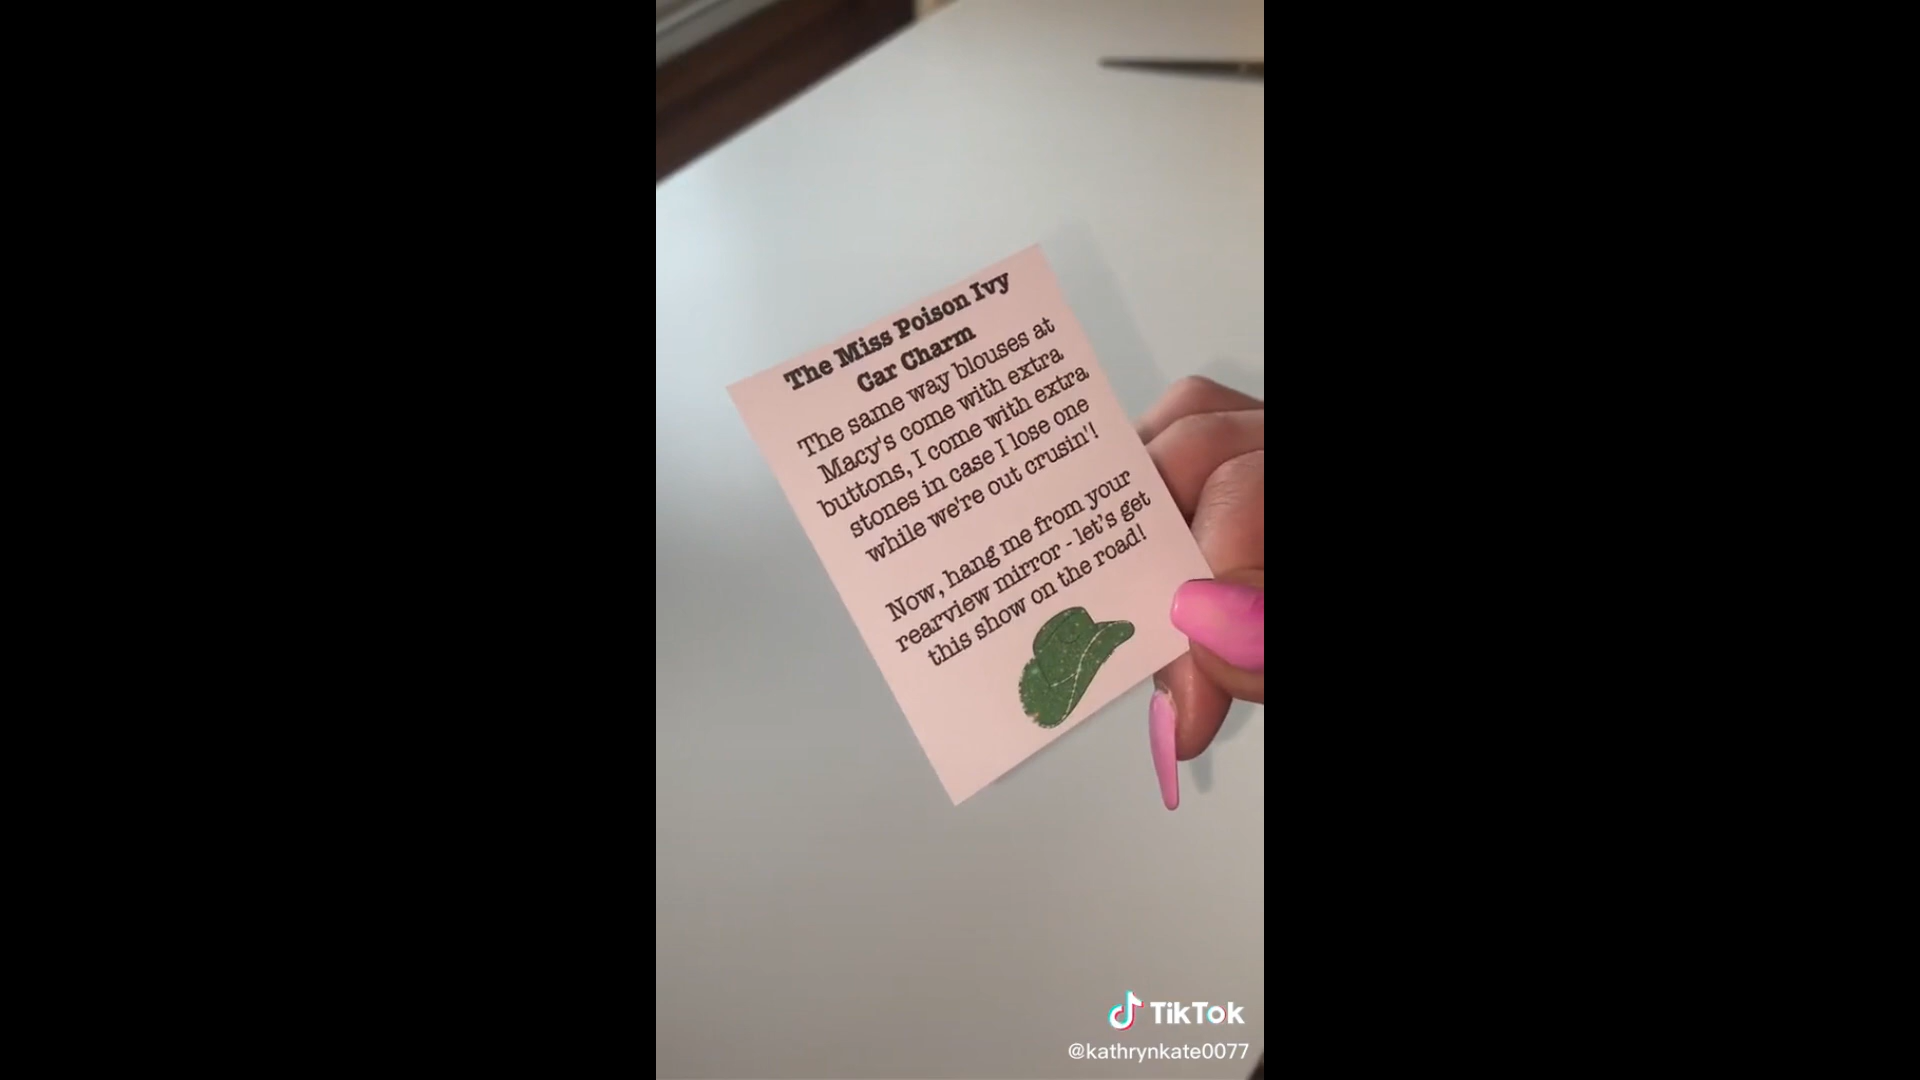 The Miss Poison Ivy
Car Charm
The same way blouses at
Macy's come with extra
buttons, I come with extra
stones in case I lose one
while we're out crusin'!
Now, hang me from your
rearview mirror - let's get
this show on the road!
TikTok
@kathrynkate0077